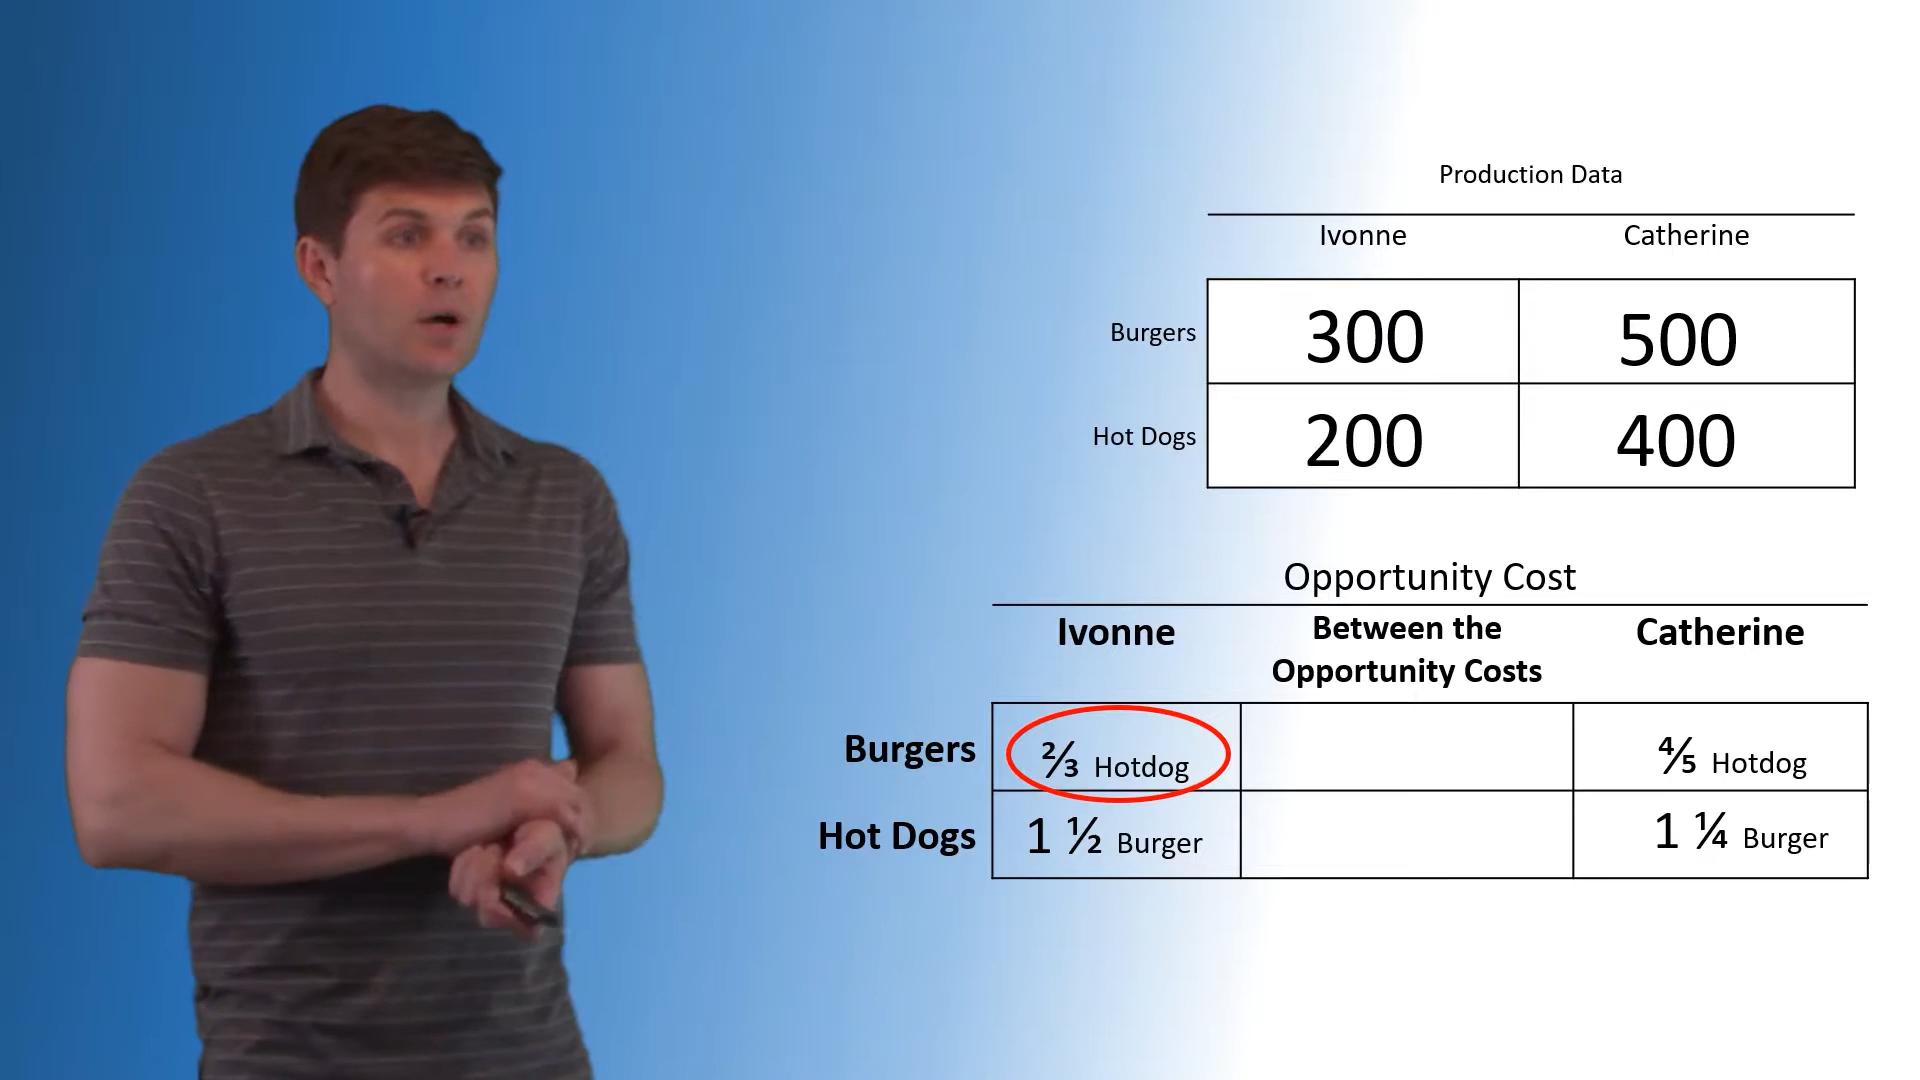 Production Data
Ivonne Catherine
Burgers 300 500
Hot Dogs 200 400
Opportunity Cost
Ivonne Between the Opportunity Costs Catherine
Burgers ⅔ Hotdog ⅘ Hotdog
Hot Dogs 1 ½ Burger 1 ¼ Burger